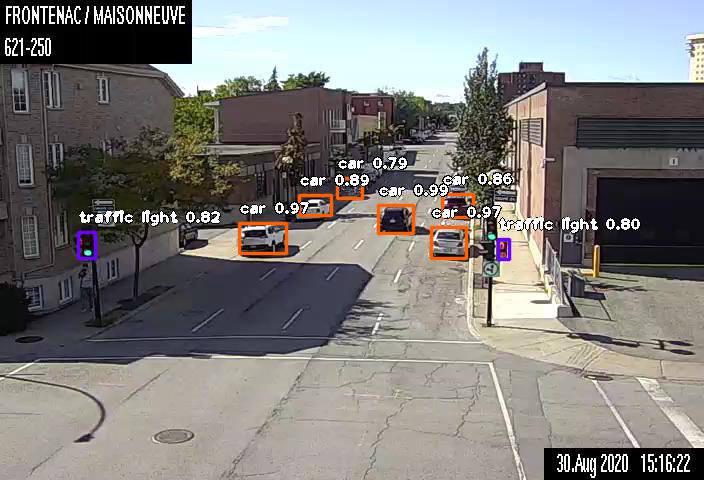 FRONTENAC / MAISONNEUVE
621-250
car 0.79
car 0.89
car 0.86
car 0.99
car 0.97
car 0.97
traffic light 0.82
traffic light 0.80
30.Aug 2020 15:16:22